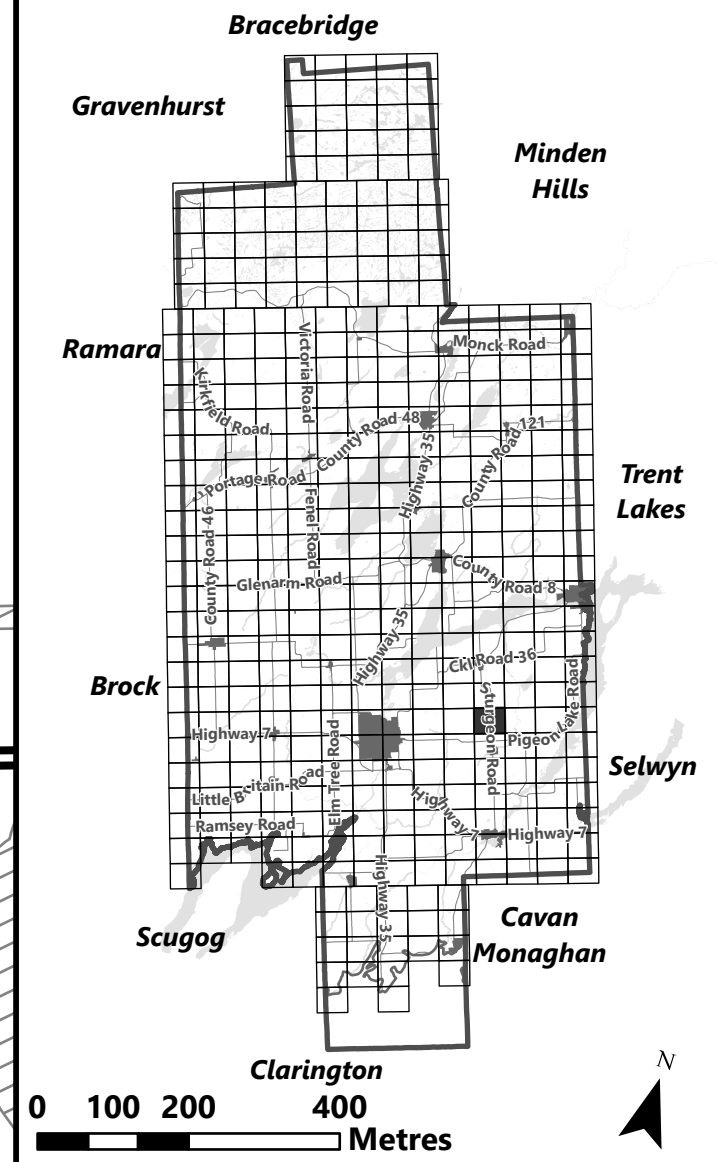 Bracebridge
Gravenhurst
Minden
Hills
Ramara
Victoria Road
Monck Road
Kirkfield Road
County Road 48
County Road 121
Highway 35
Trent
Lakes
Portage Road
Fenel Road
County Road 46
Glenarm Road
County Road 8
Highway 35
Ckl Road 36
Brock
Sturgeon Road
Pigeon Lake Road
Highway 7
Elm Tree Road
Selwyn
Little Britain Road
Highway 7
Ramsey Road
Highway 7
Highway 35
Scugog
Cavan
Monaghan
Clarington
N
0 100 200 400
Metres